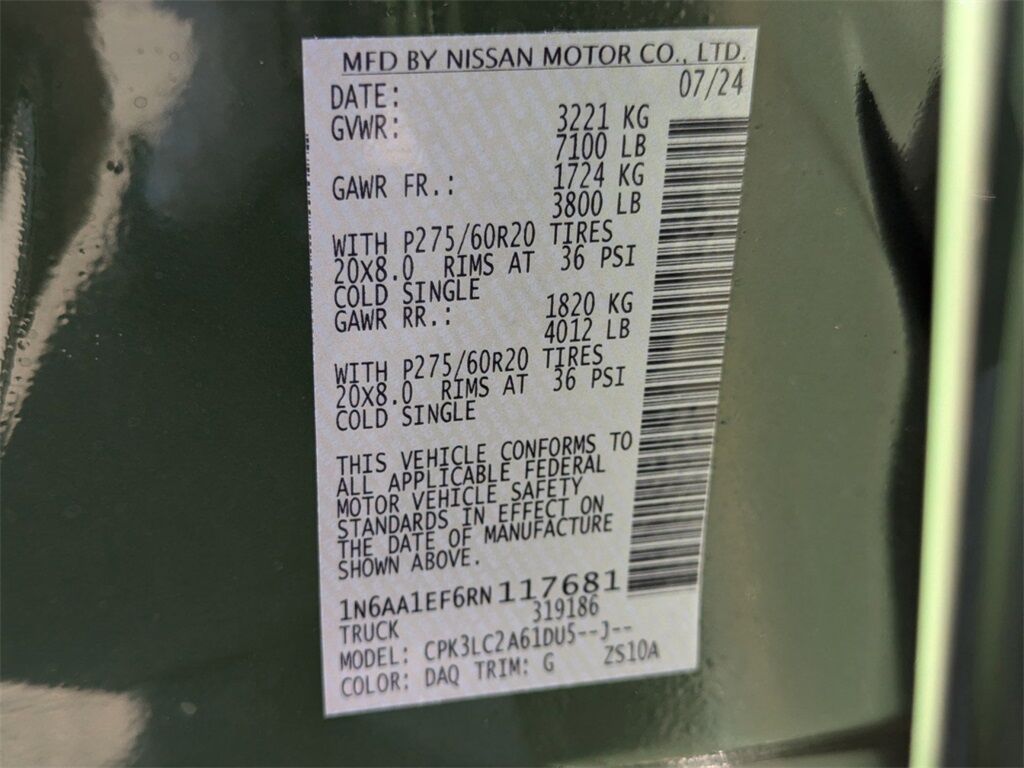 MFD BY NISSAN MOTOR CO., LTD.
DATE: 07/24
GVWR: 3221 KG
7100 LB
GAWR FR.: 1724 KG
3800 LB
WITH P275/60R20 TIRES
20X8.0 RIMS AT 36 PSI
COLD SINGLE
GAWR RR.: 1820 KG
4012 LB
WITH P275/60R20 TIRES
20X8.0 RIMS AT 36 PSI
COLD SINGLE
THIS VEHICLE CONFORMS TO
ALL APPLICABLE FEDERAL
MOTOR VEHICLE SAFETY
STANDARDS IN EFFECT ON
THE DATE OF MANUFACTURE
SHOWN ABOVE.
1N6AA1EF6RN117681
TRUCK 319186
MODEL: CPK3LC2A61DU5--J--
COLOR: DAQ TRIM: G ZS10A